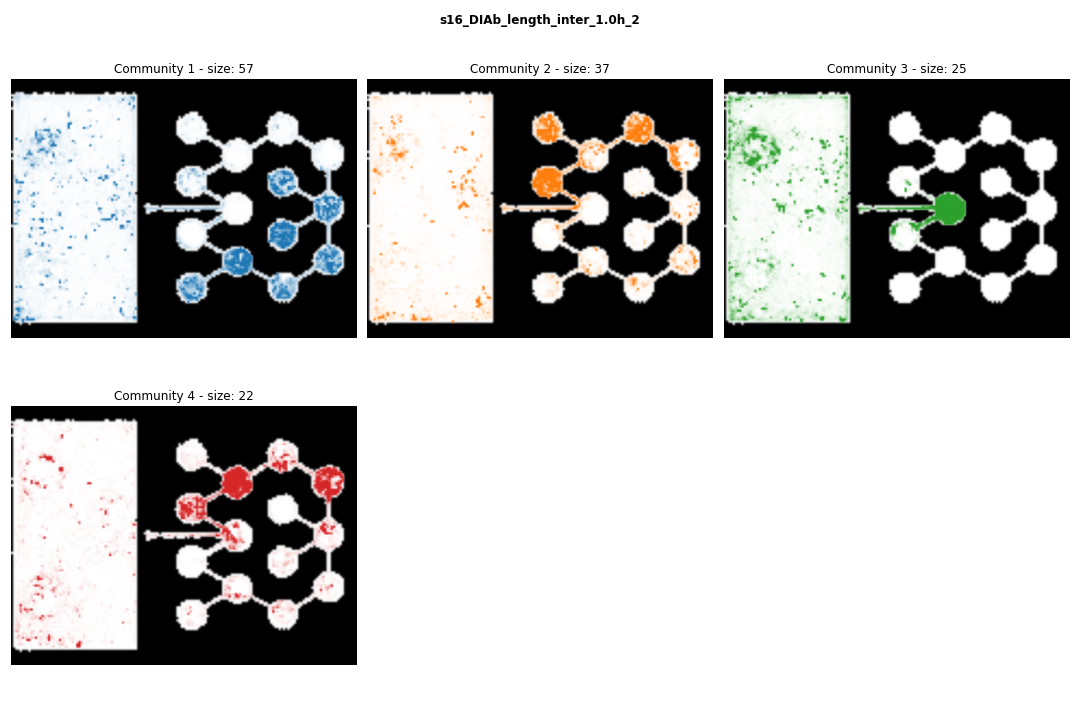 s16_DIAb_length_inter_1.0h_2
Community 1 - size: 57
Community 2 - size: 37
Community 3 - size: 25
Community 4 - size: 22